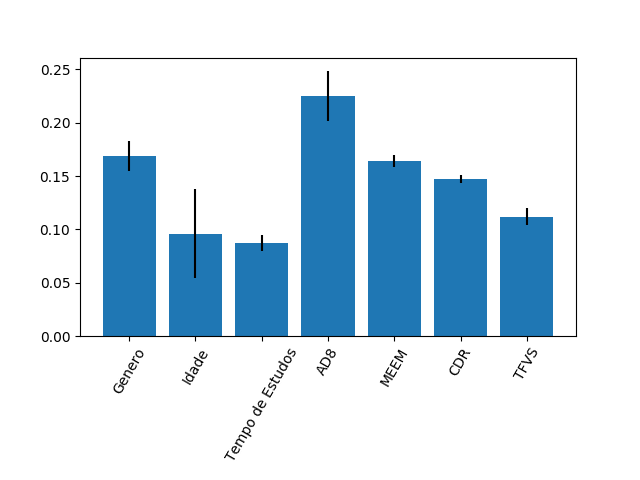 0.25
0.20
0.15
0.10
0.05
0.00
Genero
Idade
Tempo de Estudos
AD8
MEEM
CDR
TFVS